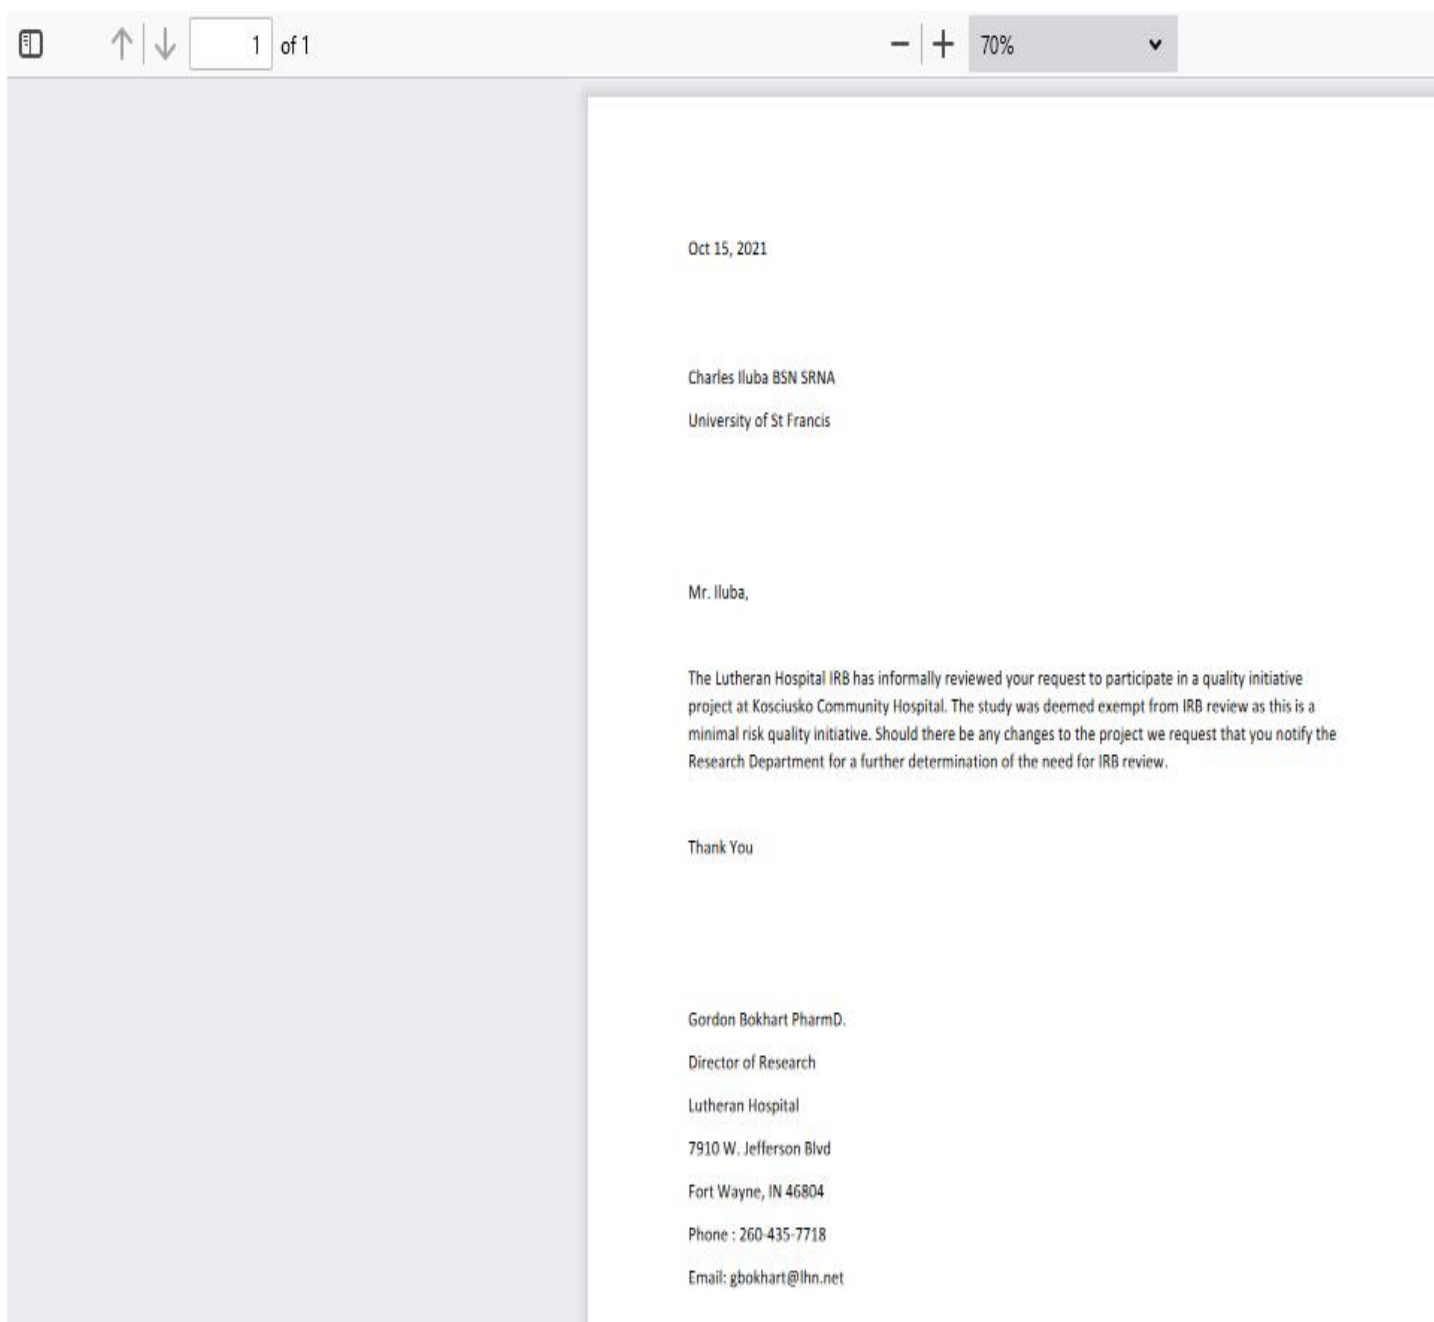 1 of 1
70%
Oct 15, 2021
Charles Iluba BSN SRNA
University of St Francis
Mr. Iluba,
The Lutheran Hospital IRB has informally reviewed your request to participate in a quality initiative
project at Kosciusko Community Hospital. The study was deemed exempt from IRB review as this is a
minimal risk quality initiative. Should there be any changes to the project we request that you notify the
Research Department for a further determination of the need for IRB review.
Thank You
Gordon Bokhart PharmD.
Director of Research
Lutheran Hospital
7910 W. Jefferson Blvd
Fort Wayne, IN 46804
Phone : 260-435-7718
Email: gbokhart@lhn.net